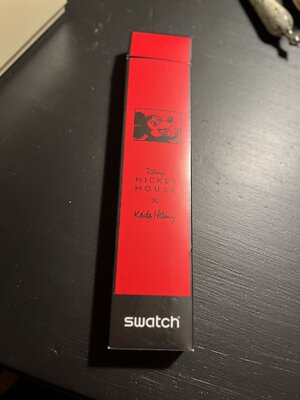 Disney
MICKEY
MOUSE
×
Keith Haring
swatch